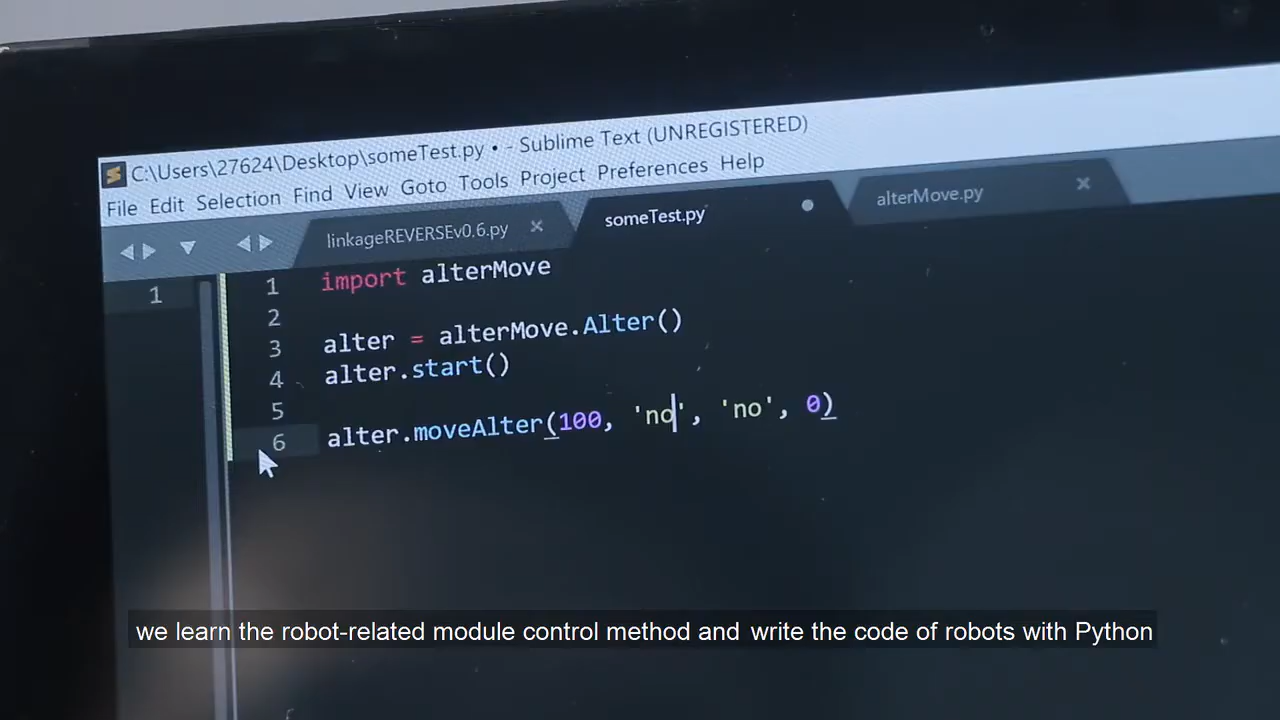 C:\Users\27624\Desktop\someTest.py • - Sublime Text (UNREGISTERED)
File Edit Selection Find View Goto Tools Project Preferences Help
linkageREVERSEv0.6.py × someTest.py alterMove.py ×
1
1 import alterMove
2
3 alter = alterMove.Alter()
4 alter.start()
5
6 alter.moveAlter(100, 'no', 'no', 0)
we learn the robot-related module control method and write the code of robots with Python